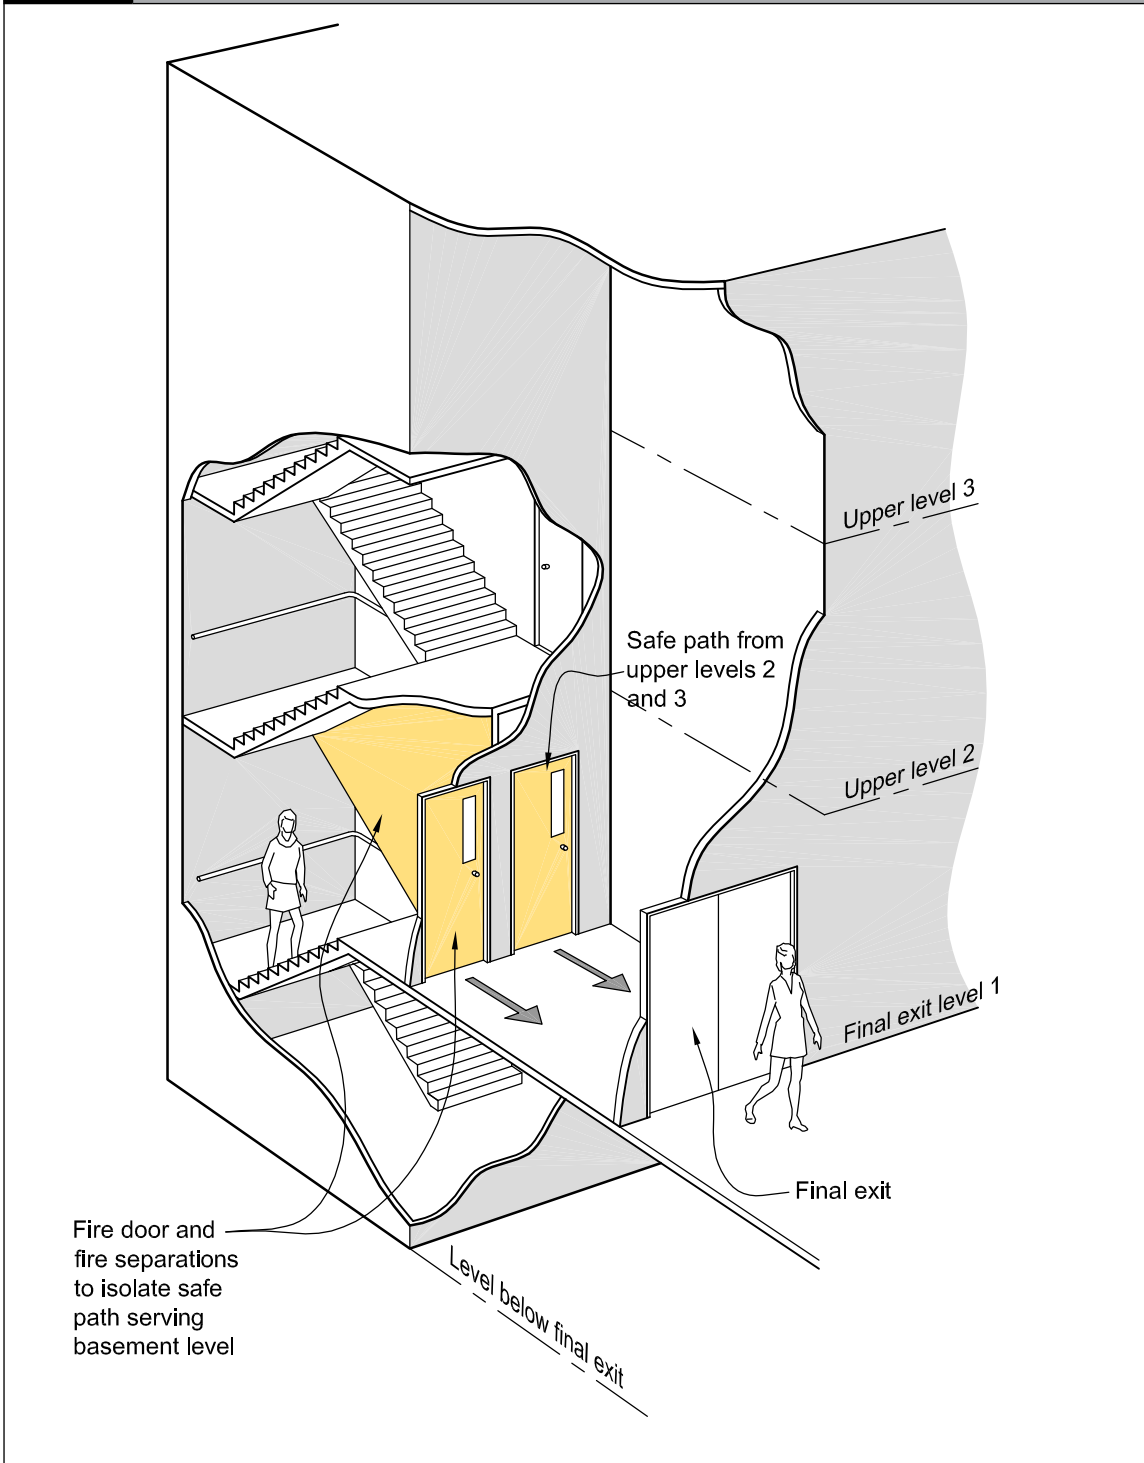 Upper level 3
Safe path from
upper levels 2
and 3
Upper level 2
Final exit level 1
Final exit
Fire door and
fire separations
to isolate safe
path serving
basement level
Level below final exit